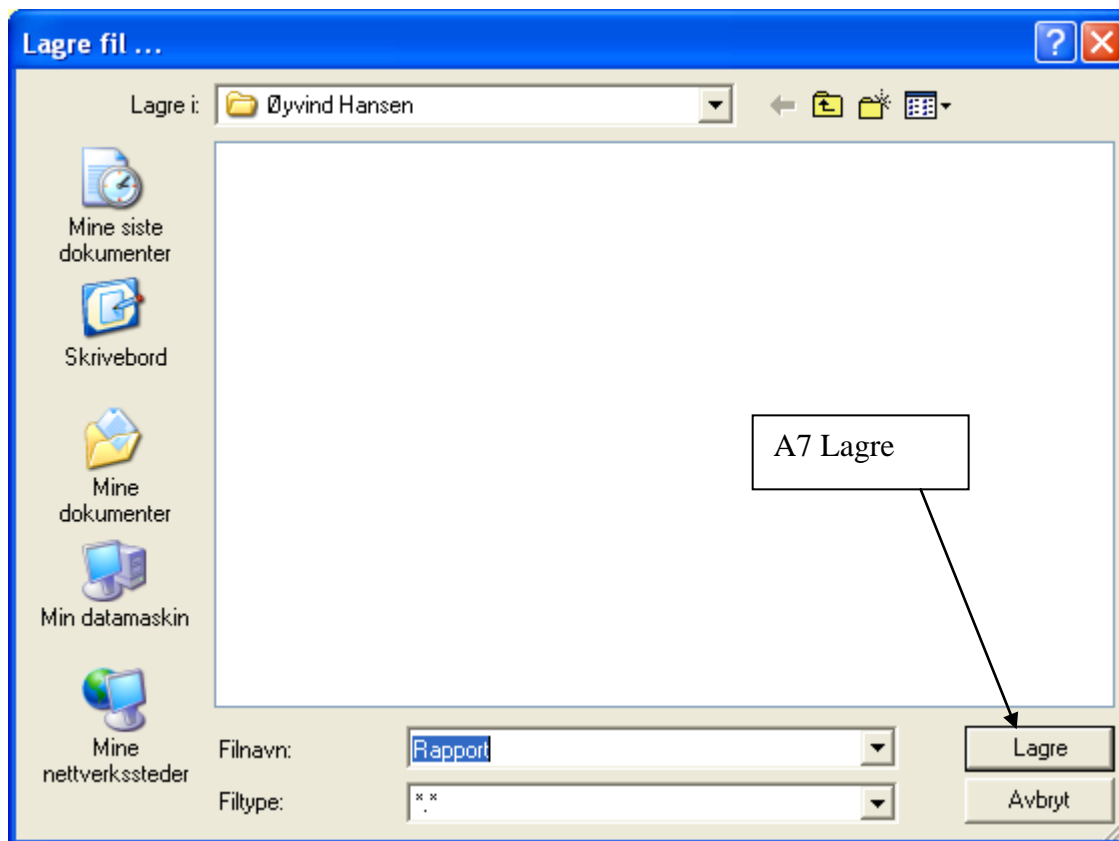 Lagre fil ...
Lagre i:
Øyvind Hansen
Mine siste
dokumenter
Skrivebord
Mine
dokumenter
Min datamaskin
Mine
nettverkssteder
A7 Lagre
Filnavn:
Rapport
Lagre
Filtype:
*.*
Avbryt